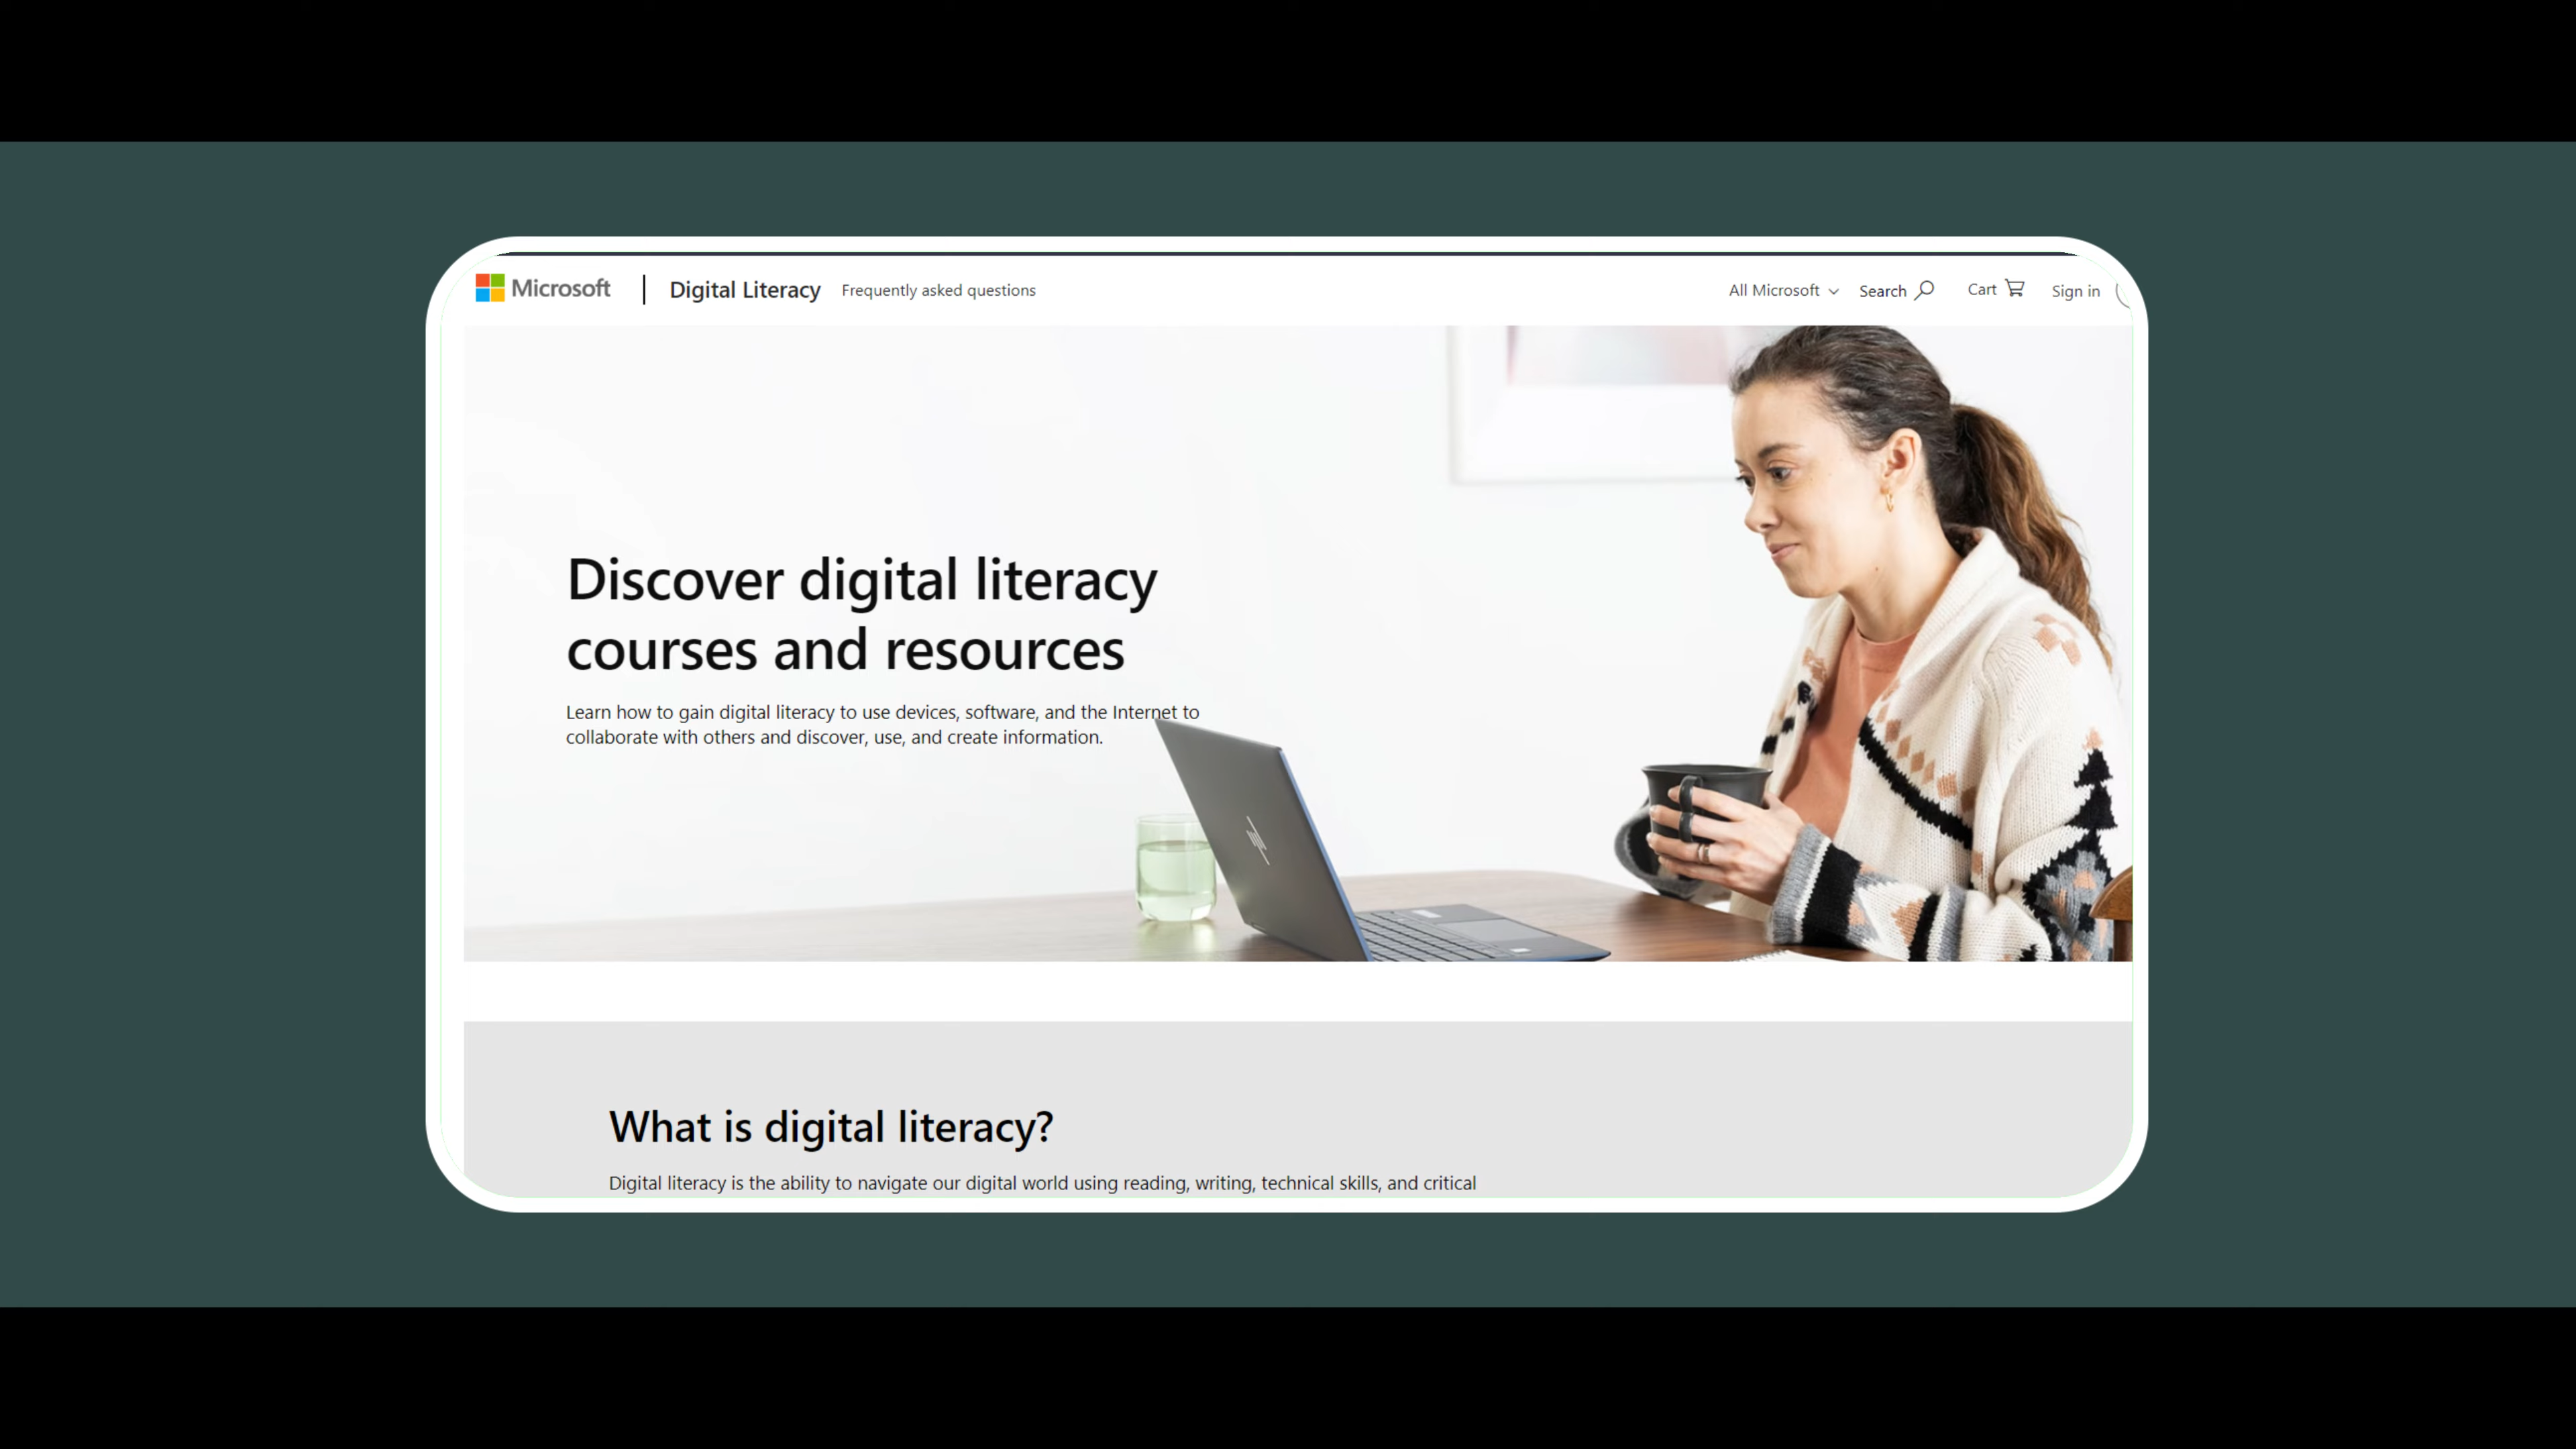 Microsoft
Digital Literacy
Frequently asked questions
All Microsoft
Search
Cart
Sign in
Discover digital literacy
courses and resources
Learn how to gain digital literacy to use devices, software, and the Internet to
collaborate with others and discover, use, and create information.
What is digital literacy?
Digital literacy is the ability to navigate our digital world using reading, writing, technical skills, and critical